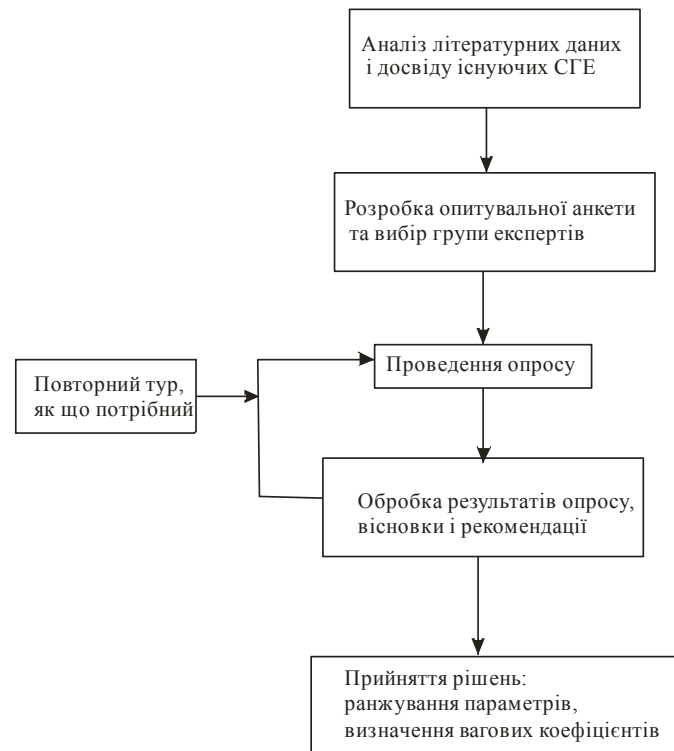 Аналіз літературних даних
і досвіду існуючих СГЕ
Розробка опитувальної анкети
та вибір групи експертів
Проведення опросу
Повторний тур,
як що потрібний
Обробка результатів опросу,
вісновки і рекомендації
Прийняття рішень:
ранжування параметрів,
визначення вагових коефіцієнтів